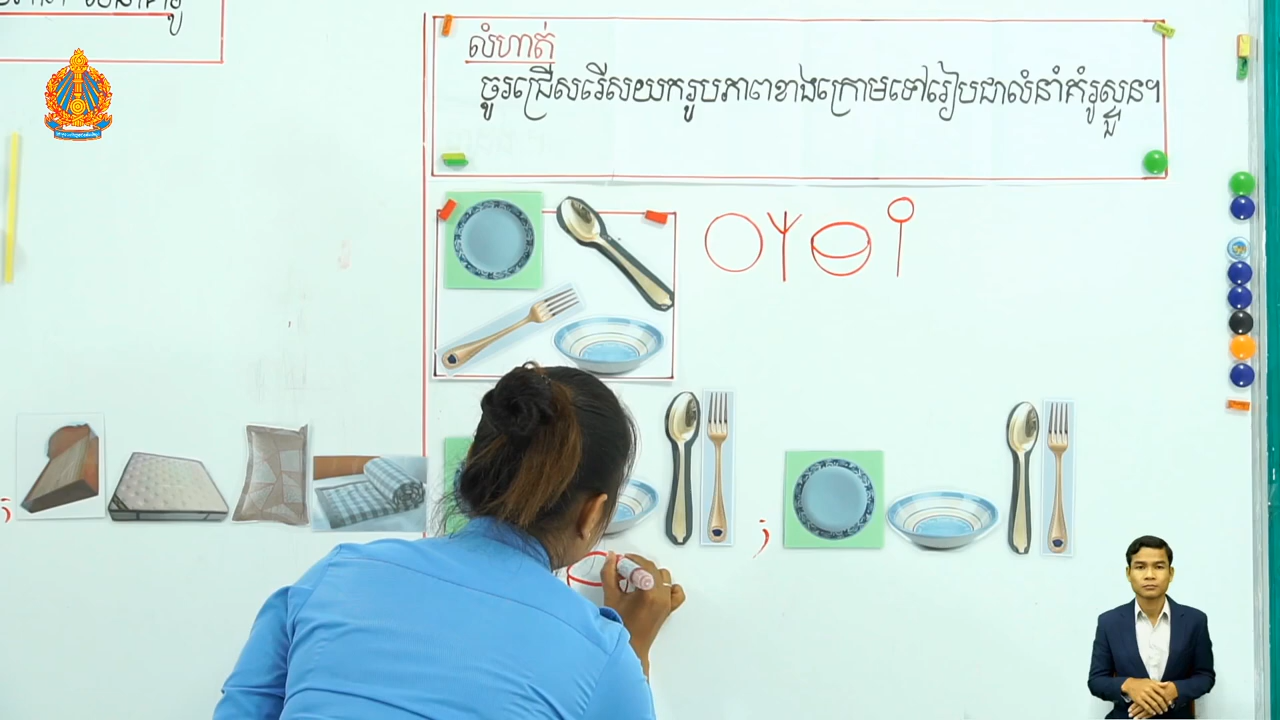 លំហាត់
ចូរជ្រើសរើសយករូបភាពខាងក្រោមទៅរៀបជាលំនាំគំរូស្ទួន។
;
;